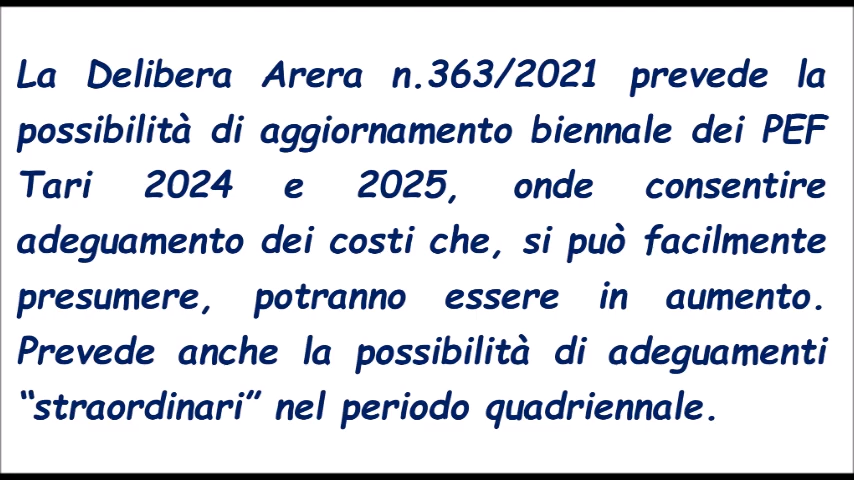 La Delibera Arera n.363/2021 prevede la
possibilità di aggiornamento biennale dei PEF
Tari 2024 e 2025, onde consentire
adeguamento dei costi che, si può facilmente
presumere, potranno essere in aumento.
Prevede anche la possibilità di adeguamenti
“straordinari” nel periodo quadriennale.